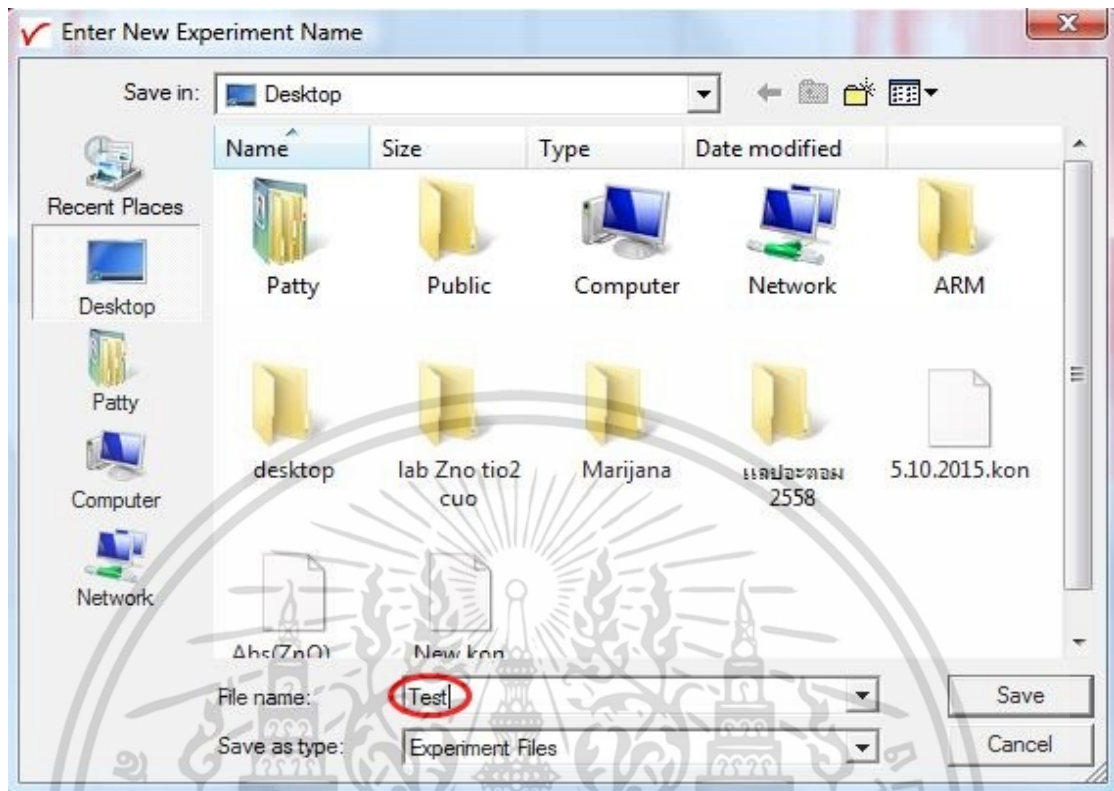 Enter New Experiment Name
Save in: Desktop
Name Size Type Date modified
Recent Places
Desktop
Patty
Computer
Network
Patty Public Computer Network ARM
desktop lab Zno tio2 cuo Marijana แลปอะตอม 2558 5.10.2015.kon
Abs(ZnO) New.kon
File name: Test
Save as type: Experiment Files
Save
Cancel